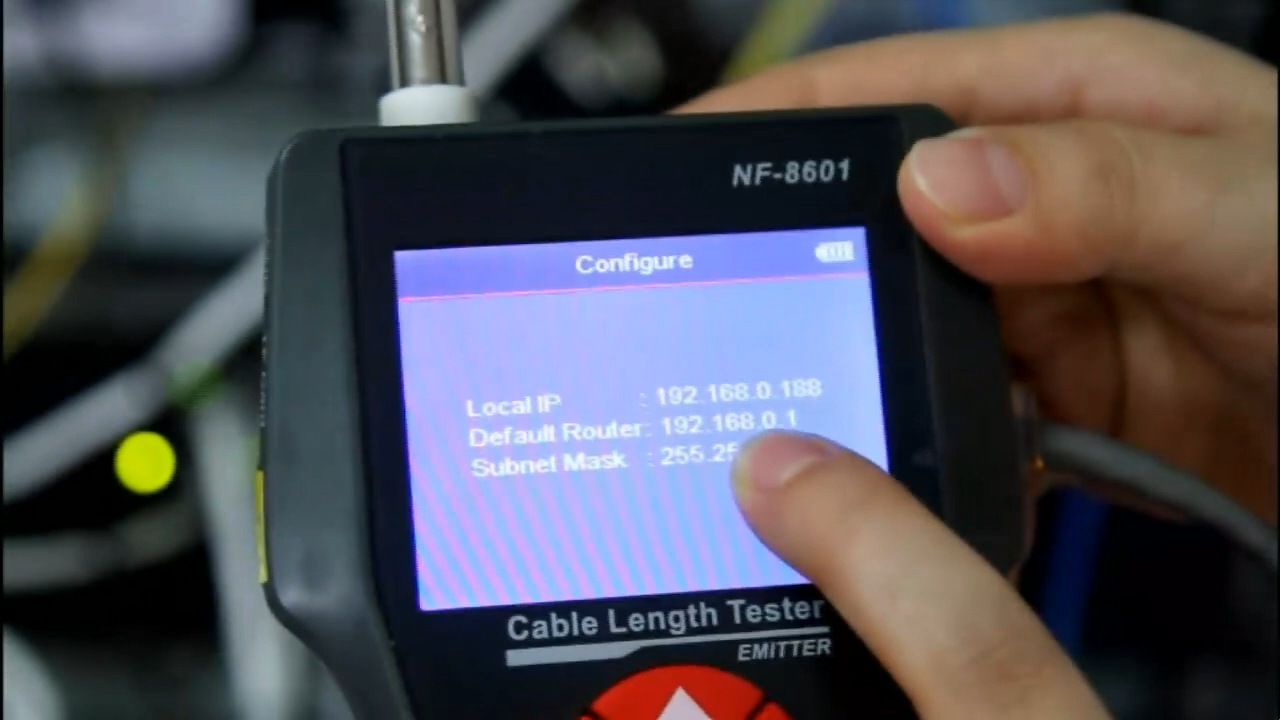 NF-8601
Configure
Local IP : 192.168.0.188
Default Router: 192.168.0.1
Subnet Mask : 255.25
Cable Length Tester
EMITTER